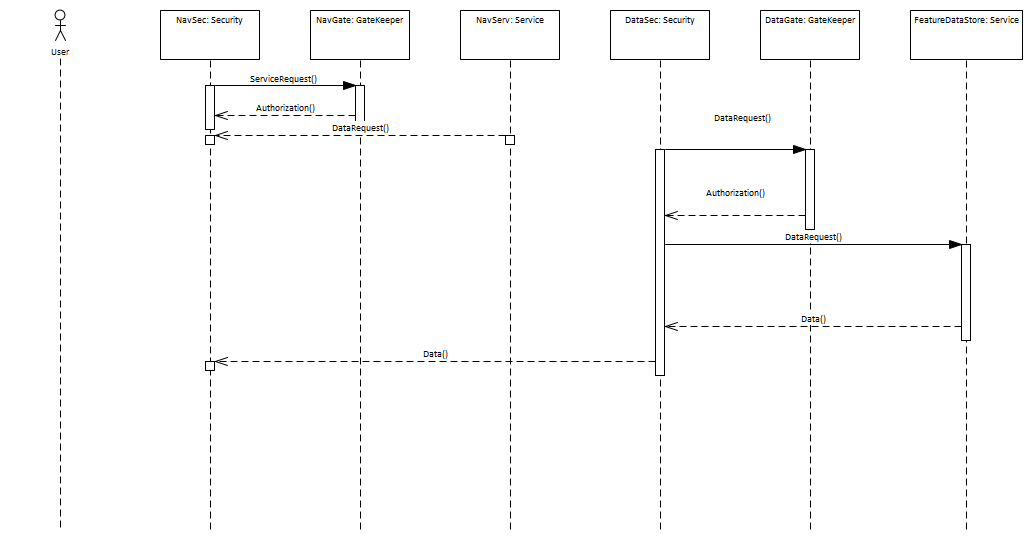 User
NavSec: Security
NavGate: GateKeeper
NavServ: Service
DataSec: Security
DataGate: GateKeeper
FeatureDataStore: Service
ServiceRequest()
Authorization()
DataRequest()
DataRequest()
Authorization()
DataRequest()
Data()
Data()